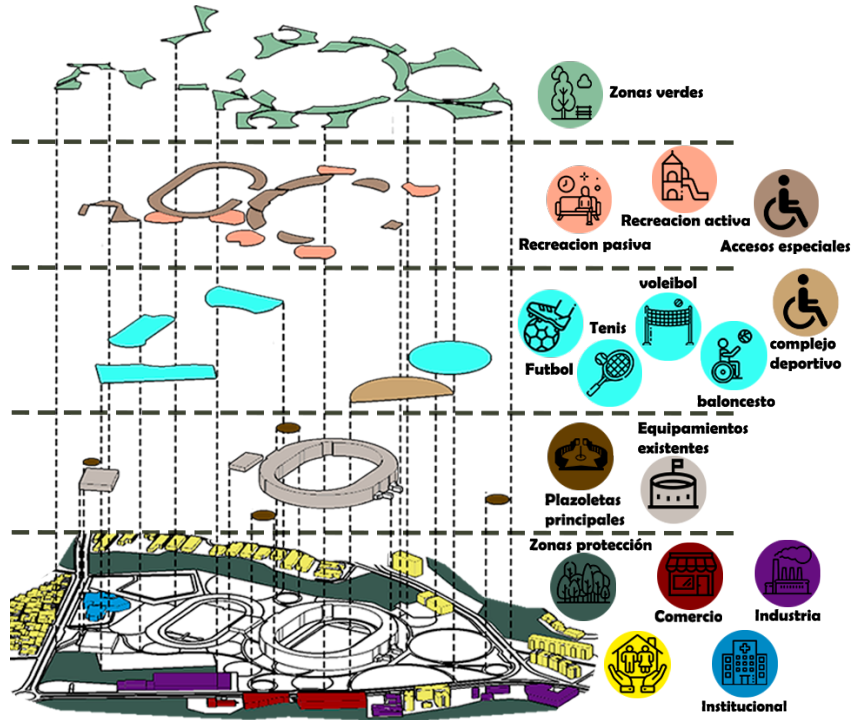 Zonas verdes
Recreacion activa
Recreacion pasiva
Accesos especiales
voleibol
Tenis
Futbol
complejo
deportivo
baloncesto
Equipamientos
existentes
Plazoletas
principales
Zonas protección
Comercio
Industria
Institucional